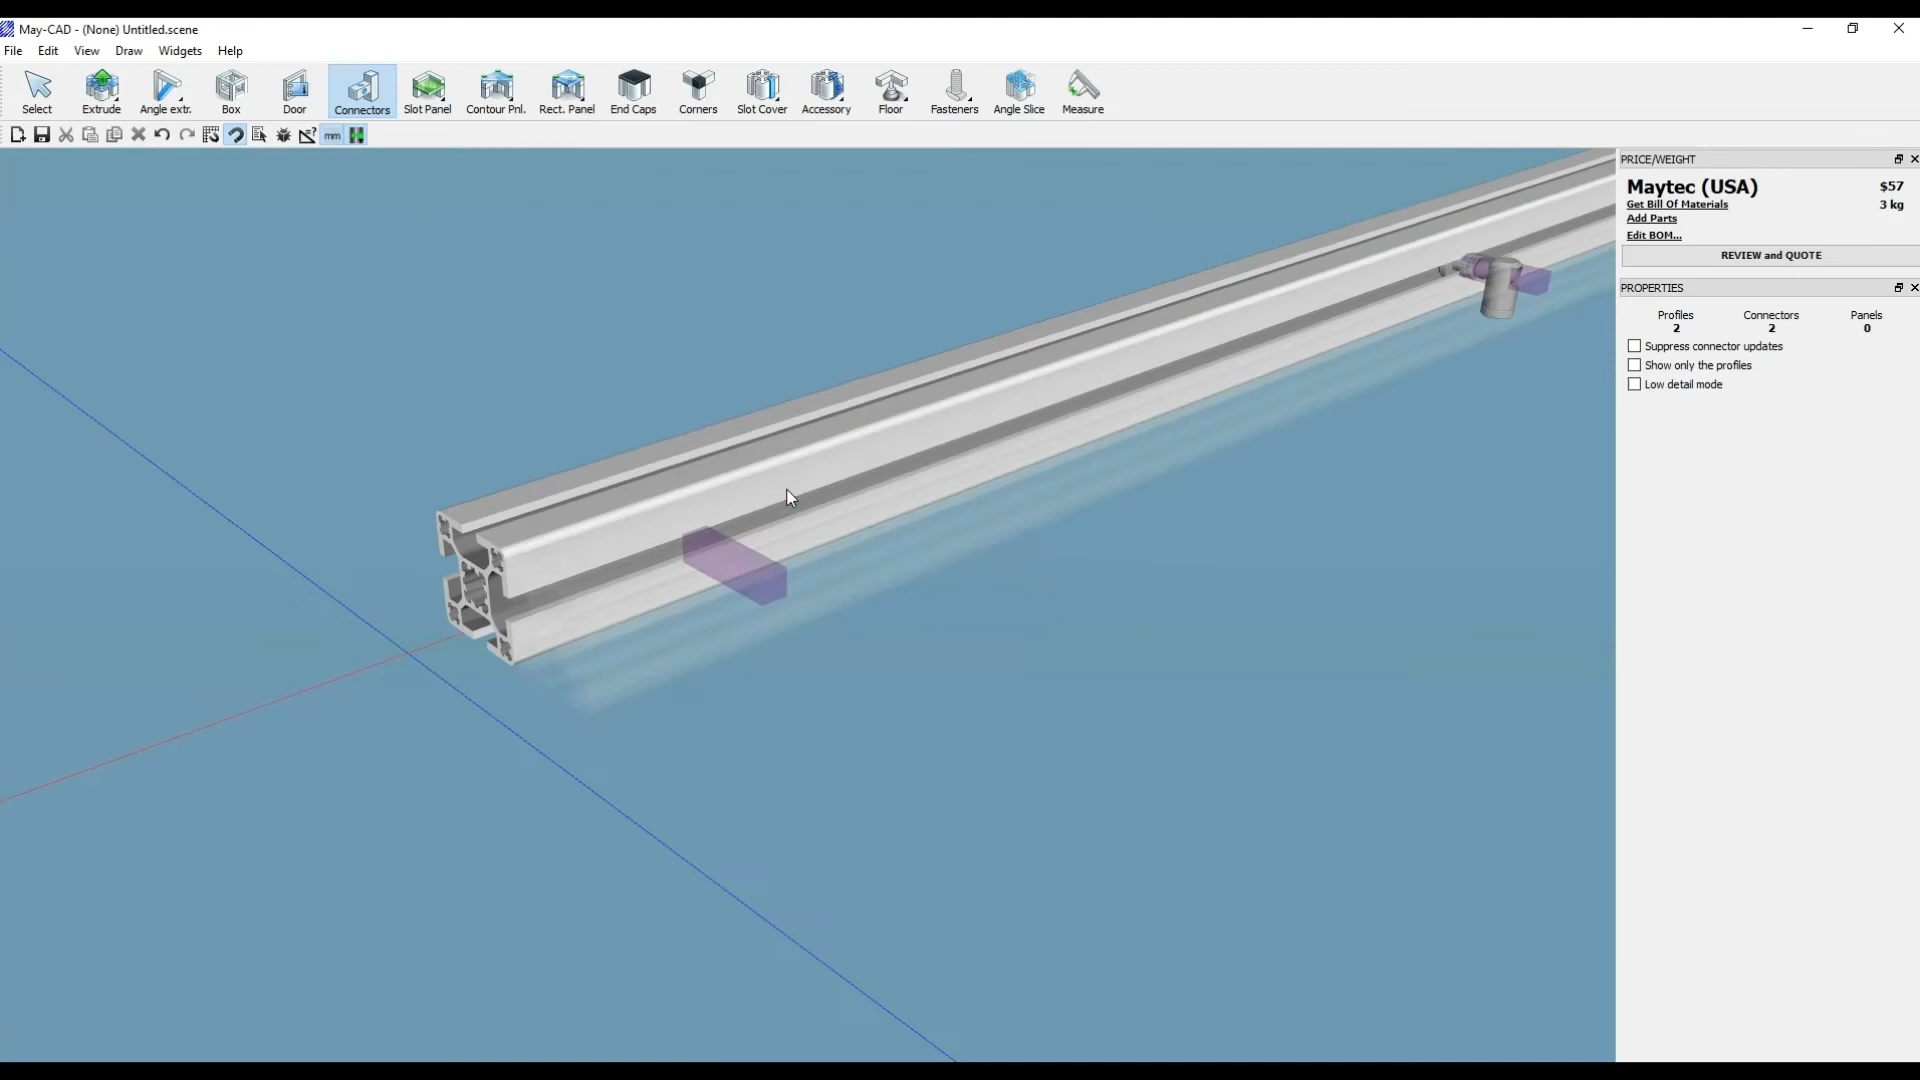 May-CAD - (None) Untitled.scene
File Edit View Draw Widgets Help
Select Extrude Angle extr. Box Door Connectors Slot Panel Contour Pnl. Rect. Panel End Caps Corners Slot Cover Accessory Floor Fasteners Angle Slice Measure
mm
PRICE/WEIGHT
Maytec (USA) $57
Get Bill Of Materials 3 kg
Add Parts
Edit BOM...
REVIEW and QUOTE
PROPERTIES
Profiles Connectors Panels
2 2 0
Suppress connector updates
Show only the profiles
Low detail mode